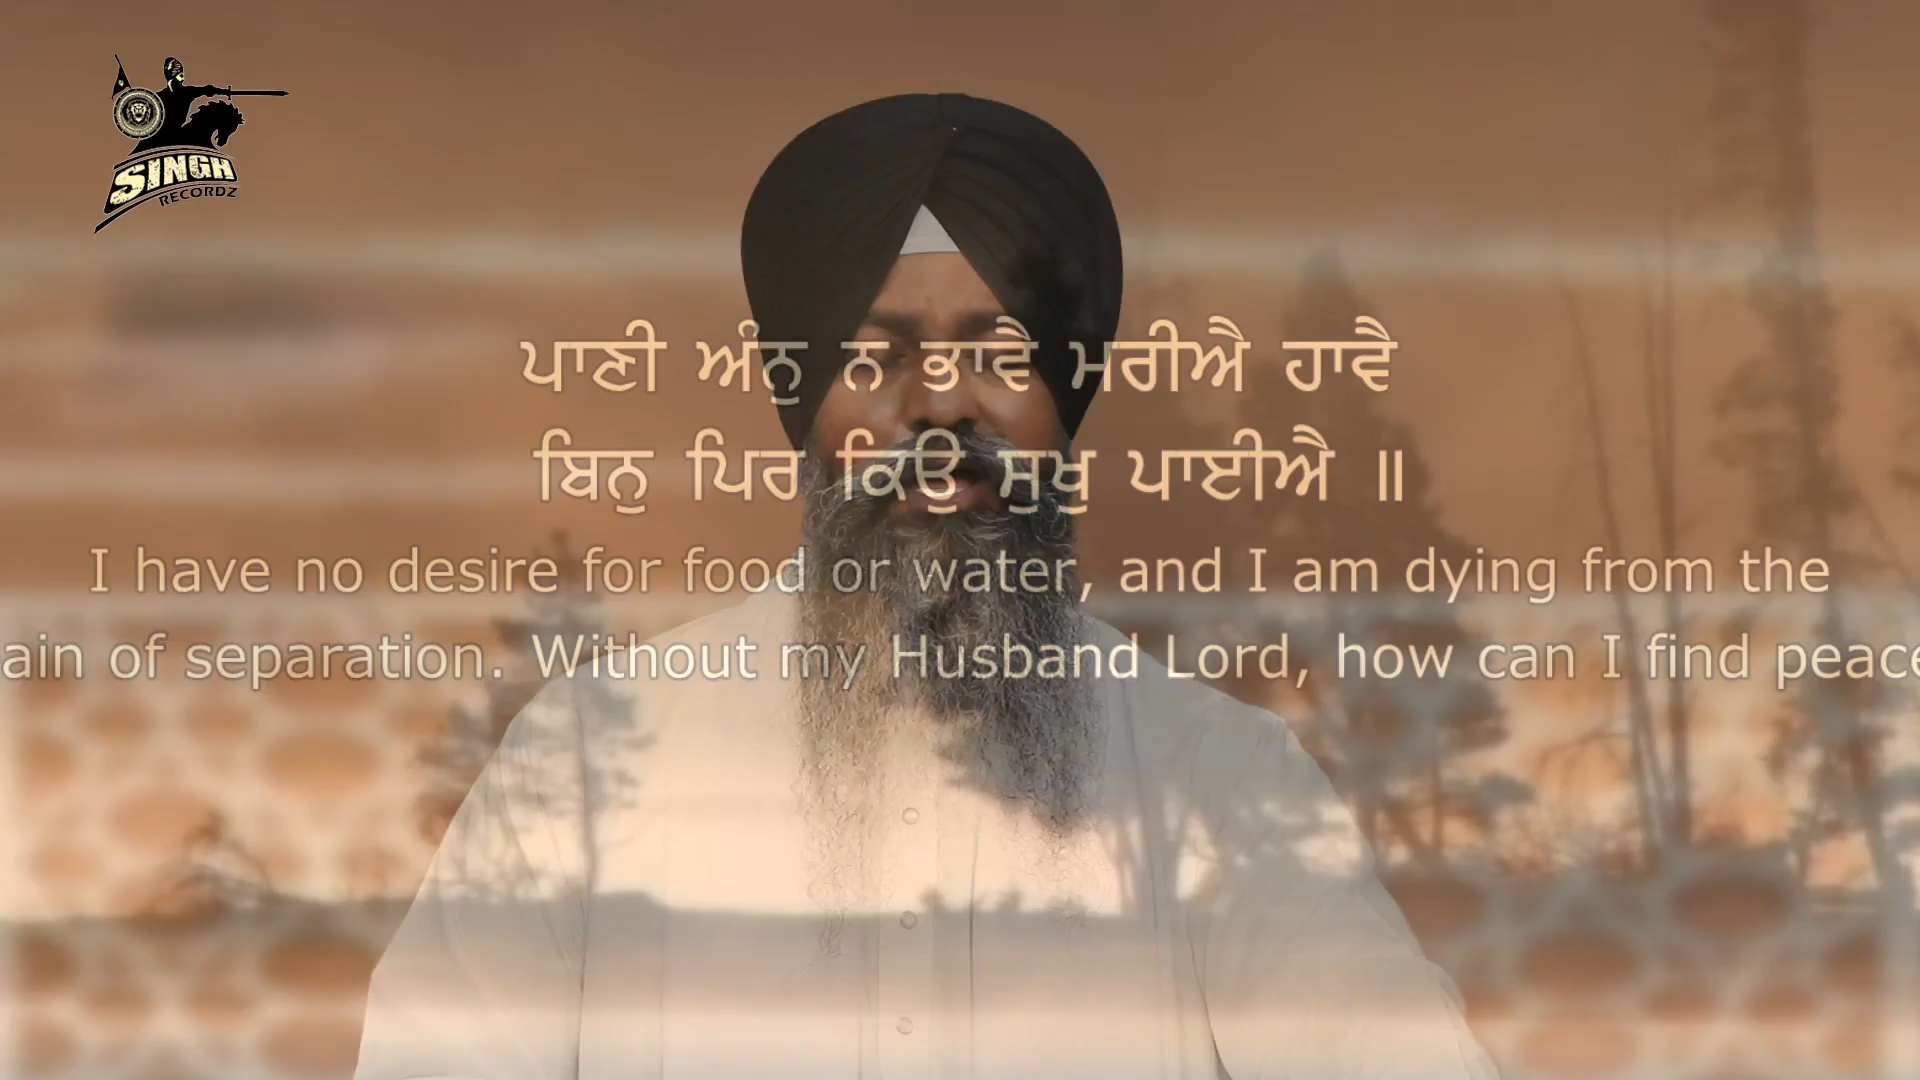 SINGH
RECORDZ
ਪਾਣੀ ਅੰਨੁ ਨ ਭਾਵੈ ਮਰੀਐ ਹਾਵੈ
ਬਿਨੁ ਪਿਰ ਕਿਉ ਸੁਖੁ ਪਾਈਐ ॥
I have no desire for food or water, and I am dying from the
ain of separation. Without my Husband Lord, how can I find peace